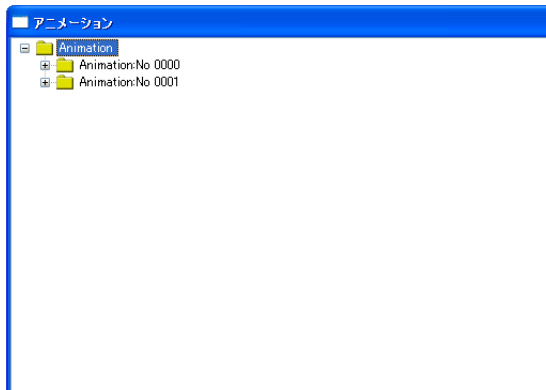 アニメーション
Animation
Animation:No 0000
Animation:No 0001